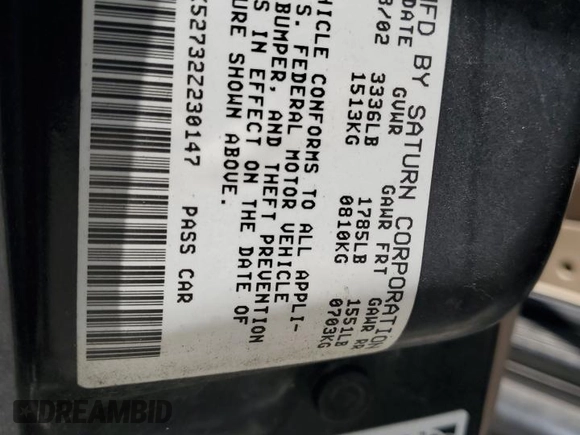 MFD BY SATURN CORPORATION
DATE GVWR GAWR FRT GAWR RR
/02 3336LB 1785LB 1551LB
1513KG 0810KG 0703KG
HICLE CONFORMS TO ALL APPLI-
S. FEDERAL MOTOR VEHICLE
BUMPER, AND THEFT PREVENTION
S IN EFFECT ON THE DATE OF
URE SHOWN ABOVE.
52732Z230147 PASS CAR
DREAMBID